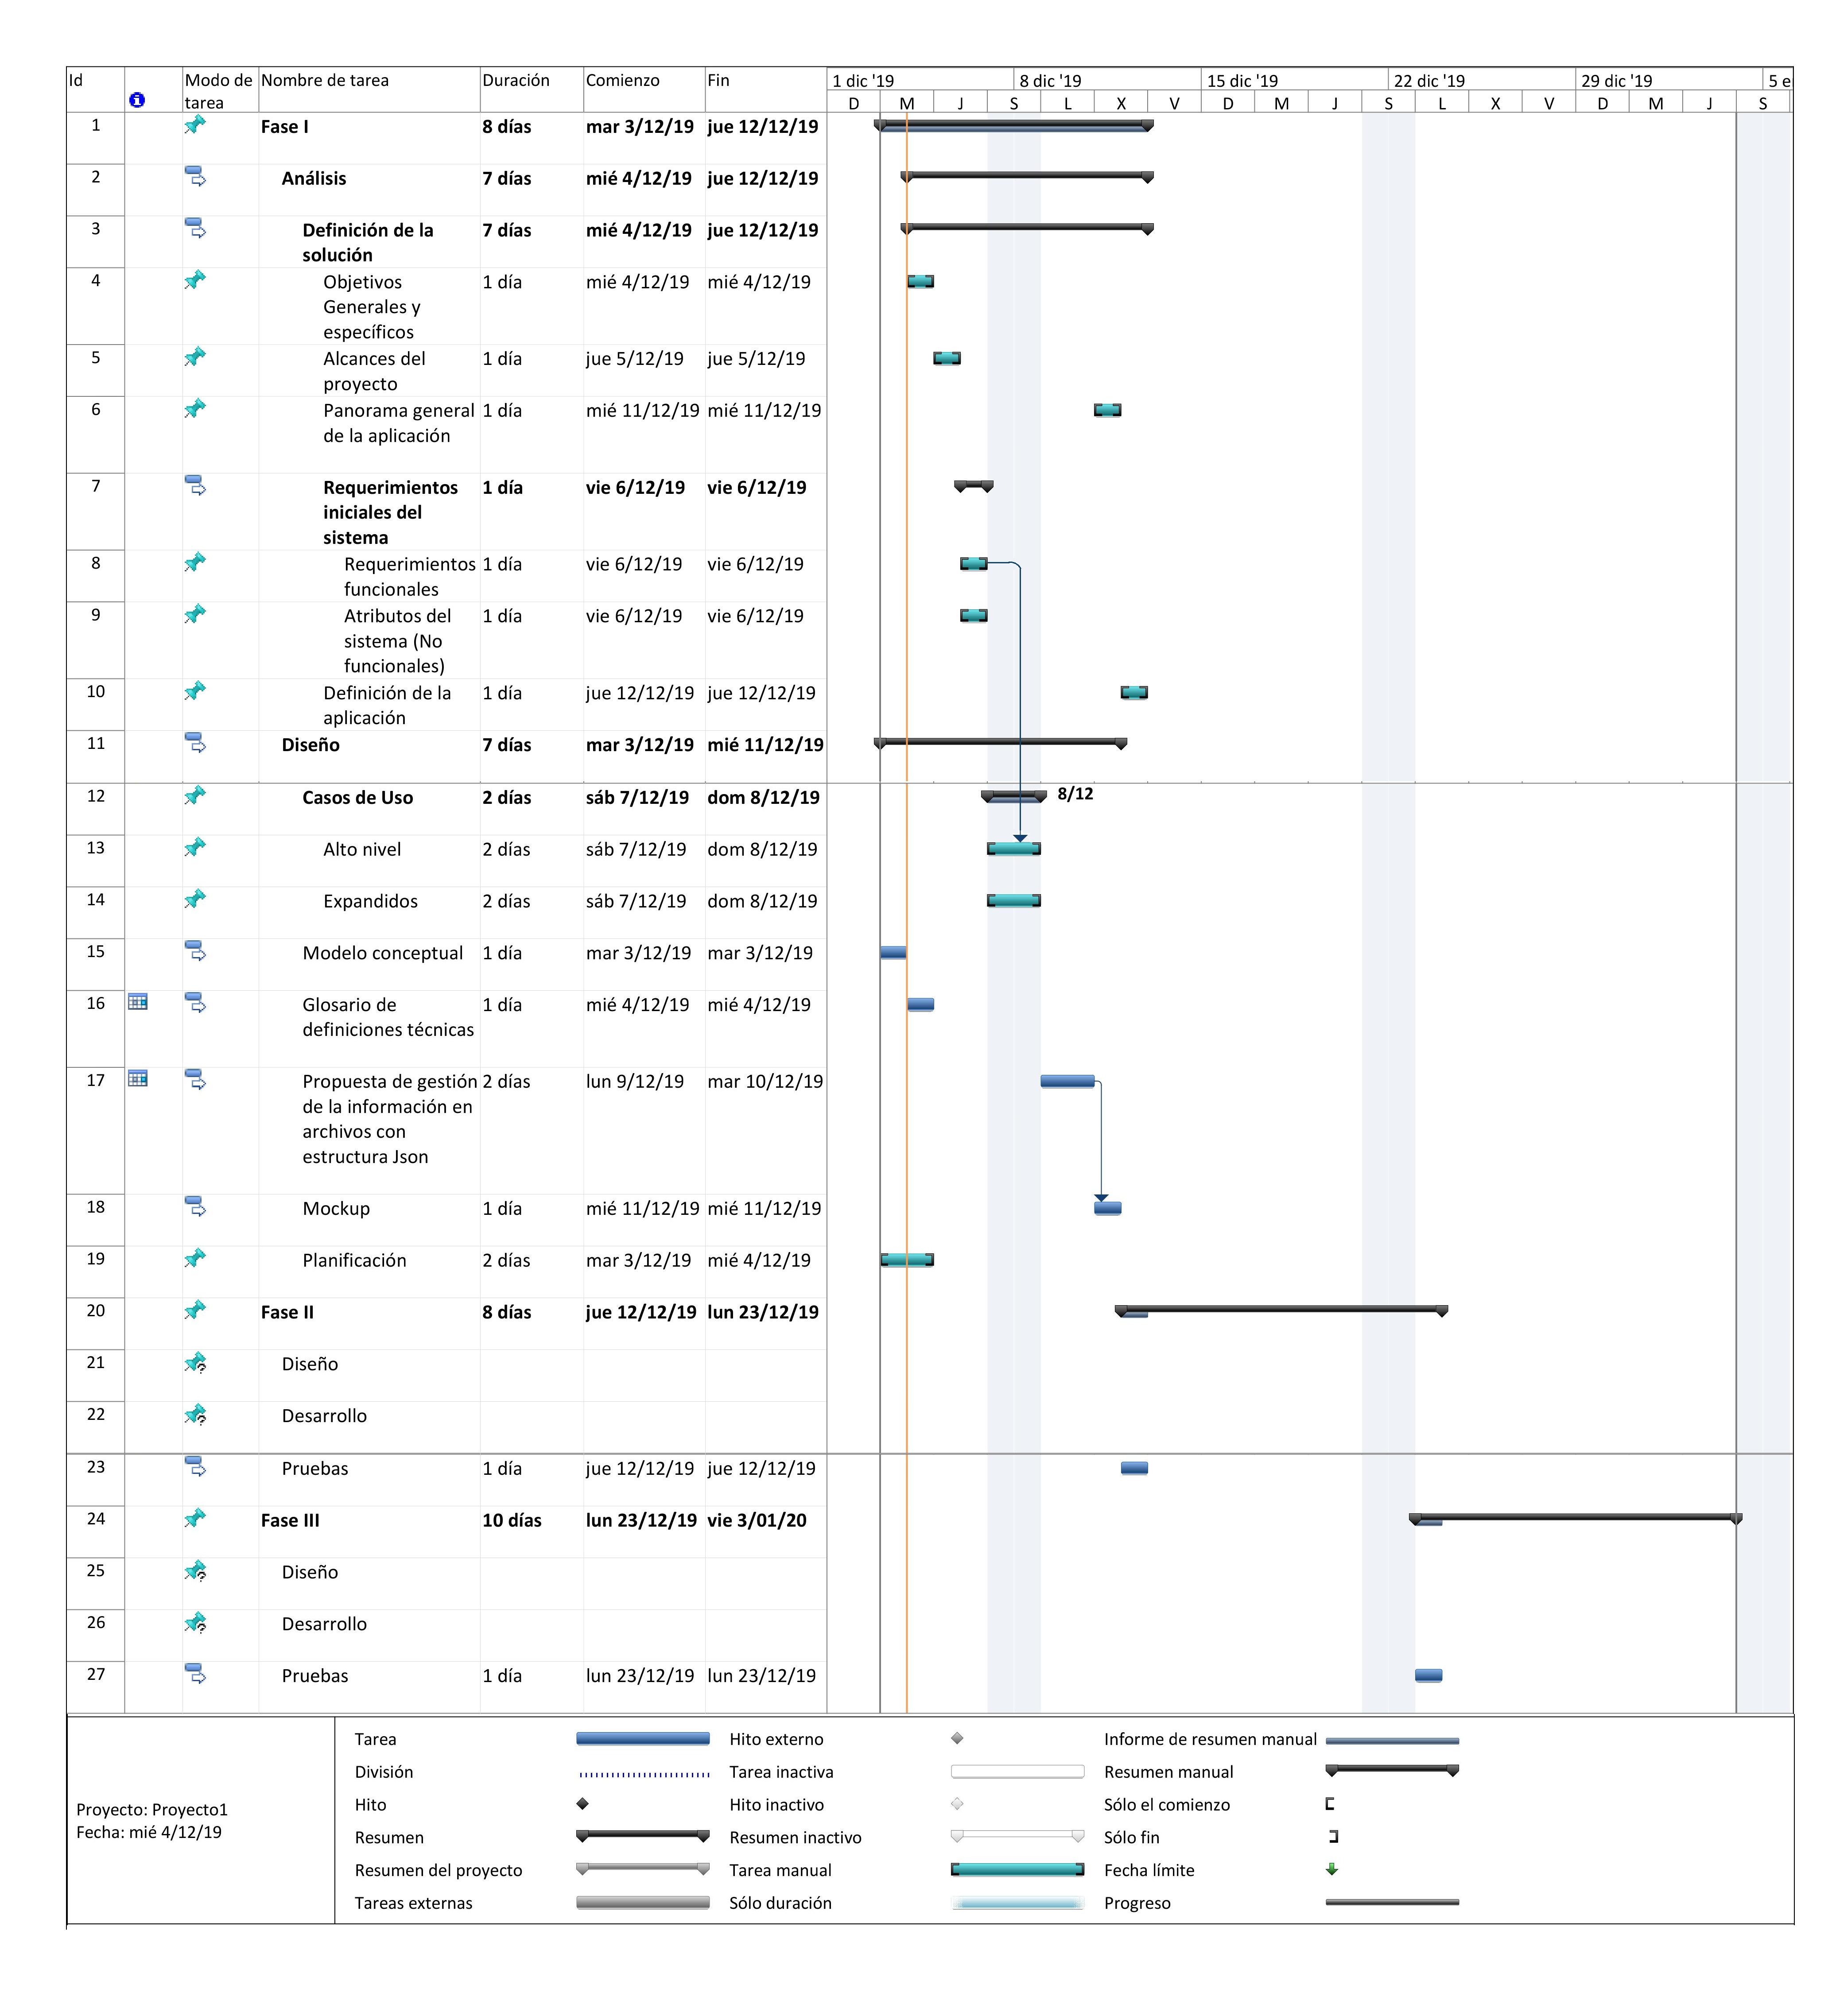 Id Modo de tarea Nombre de tarea Duración Comienzo Fin 1 dic '19 8 dic '19 15 dic '19 22 dic '19 29 dic '19
D M J S L X V D M J S L X V D M J S
1 Fase I 8 días mar 3/12/19 jue 12/12/19
2 Análisis 7 días mié 4/12/19 jue 12/12/19
3 Definición de la 7 días mié 4/12/19 jue 12/12/19
solución
4 Objetivos 1 día mié 4/12/19 mié 4/12/19
Generales y
específicos
5 Alcances del 1 día jue 5/12/19 jue 5/12/19
proyecto
6 Panorama general 1 día mié 11/12/19 mié 11/12/19
de la aplicación
7 Requerimientos 1 día vie 6/12/19 vie 6/12/19
iniciales del
sistema
8 Requerimientos 1 día vie 6/12/19 vie 6/12/19
funcionales
9 Atributos del 1 día vie 6/12/19 vie 6/12/19
sistema (No
funcionales)
10 Definición de la 1 día jue 12/12/19 jue 12/12/19
aplicación
11 Diseño 7 días mar 3/12/19 mié 11/12/19
12 Casos de Uso 2 días sáb 7/12/19 dom 8/12/19 8/12
13 Alto nivel 2 días sáb 7/12/19 dom 8/12/19
14 Expandidos 2 días sáb 7/12/19 dom 8/12/19
15 Modelo conceptual 1 día mar 3/12/19 mar 3/12/19
16 Glosario de 1 día mié 4/12/19 mié 4/12/19
definiciones técnicas
17 Propuesta de gestión 2 días lun 9/12/19 mar 10/12/19
de la información en
archivos con
estructura Json
18 Mockup 1 día mié 11/12/19 mié 11/12/19
19 Planificación 2 días mar 3/12/19 mié 4/12/19
20 Fase II 8 días jue 12/12/19 lun 23/12/19
21 Diseño
22 Desarrollo
23 Pruebas 1 día jue 12/12/19 jue 12/12/19
24 Fase III 10 días lun 23/12/19 vie 3/01/20
25 Diseño
26 Desarrollo
27 Pruebas 1 día lun 23/12/19 lun 23/12/19
Proyecto: Proyecto1
Fecha: mié 4/12/19
Tarea Hito externo Informe de resumen manual
División Tarea inactiva Resumen manual
Hito Hito inactivo Sólo el comienzo
Resumen Resumen inactivo Sólo fin
Resumen del proyecto Tarea manual Fecha límite
Tareas externas Sólo duración Progreso